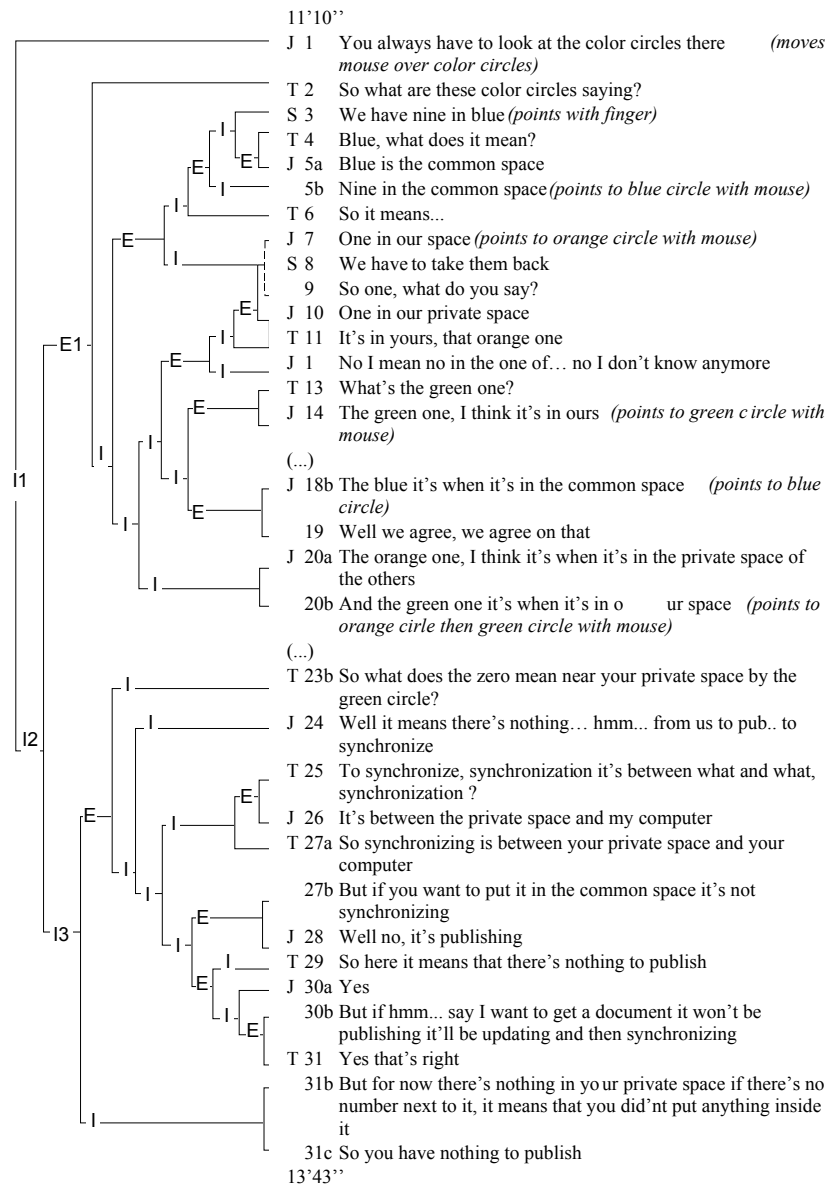 11’10’’
J 1 You always have to look at the color circles there (moves
mouse over color circles)
T 2 So what are these color circles saying?
S 3 We have nine in blue (points with finger)
I
T 4 Blue, what does it mean?
E
E
J 5a Blue is the common space
I
5b Nine in the common space (points to blue circle with mouse)
I
T 6 So it means...
E
J 7 One in our space (points to orange circle with mouse)
I
S 8 We have to take them back
9 So one, what do you say?
E
J 10 One in our private space
I
T 11 It’s in yours, that orange one
E1
E
J 1 No I mean no in the one of… no I don’t know anymore
I
T 13 What’s the green one?
E
J 14 The green one, I think it’s in ours (points to green c ircle with
mouse)
I
(...)
I
I
I1
J 18b The blue it’s when it’s in the common space (points to blue
circle)
E
I
19 Well we agree, we agree on that
J 20a The orange one, I think it’s when it’s in the private space of
the others
I
20b And the green one it’s when it’s in o ur space (points to
orange cirle then green circle with mouse)
(...)
T 23b So what does the zero mean near your private space by the
green circle?
I
J 24 Well it means there’s nothing… hmm... from us to pub.. to
synchronize
I
I2
T 25 To synchronize, synchronization it’s between what and what,
synchronization ?
E
J 26 It’s between the private space and my computer
E
I
T 27a So synchronizing is between your private space and your
computer
I
I
27b But if you want to put it in the common space it’s not
synchronizing
E
J 28 Well no, it’s publishing
I3
I
T 29 So here it means that there’s nothing to publish
I
E
J 30a Yes
I
30b But if hmm... say I want to get a document it won’t be
publishing it’ll be updating and then synchronizing
E
T 31 Yes that’s right
31b But for now there’s nothing in yo ur private space if there’s no
number next to it, it means that you did’nt put anything inside
it
I
31c So you have nothing to publish
13’43’’